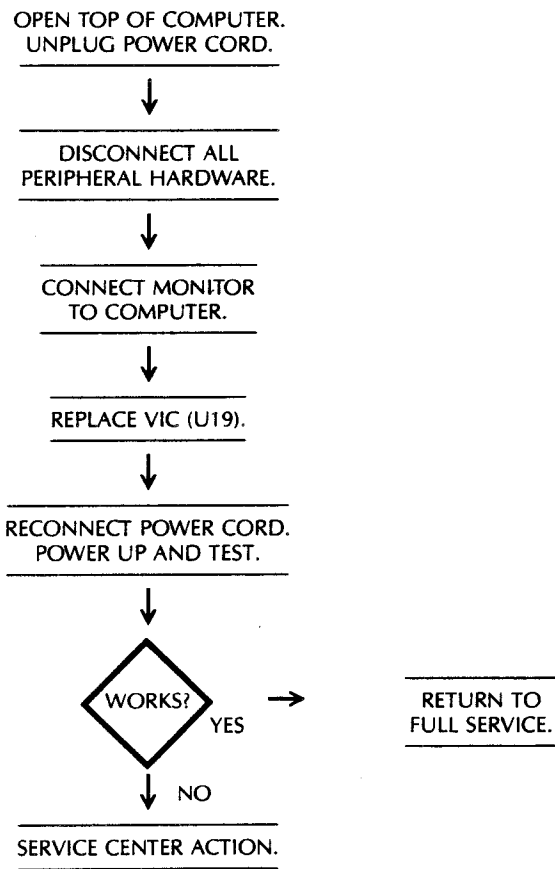 OPEN TOP OF COMPUTER.
UNPLUG POWER CORD.
DISCONNECT ALL
PERIPHERAL HARDWARE.
CONNECT MONITOR
TO COMPUTER.
REPLACE VIC (U19).
RECONNECT POWER CORD.
POWER UP AND TEST.
WORKS?
YES
RETURN TO
FULL SERVICE.
NO
SERVICE CENTER ACTION.